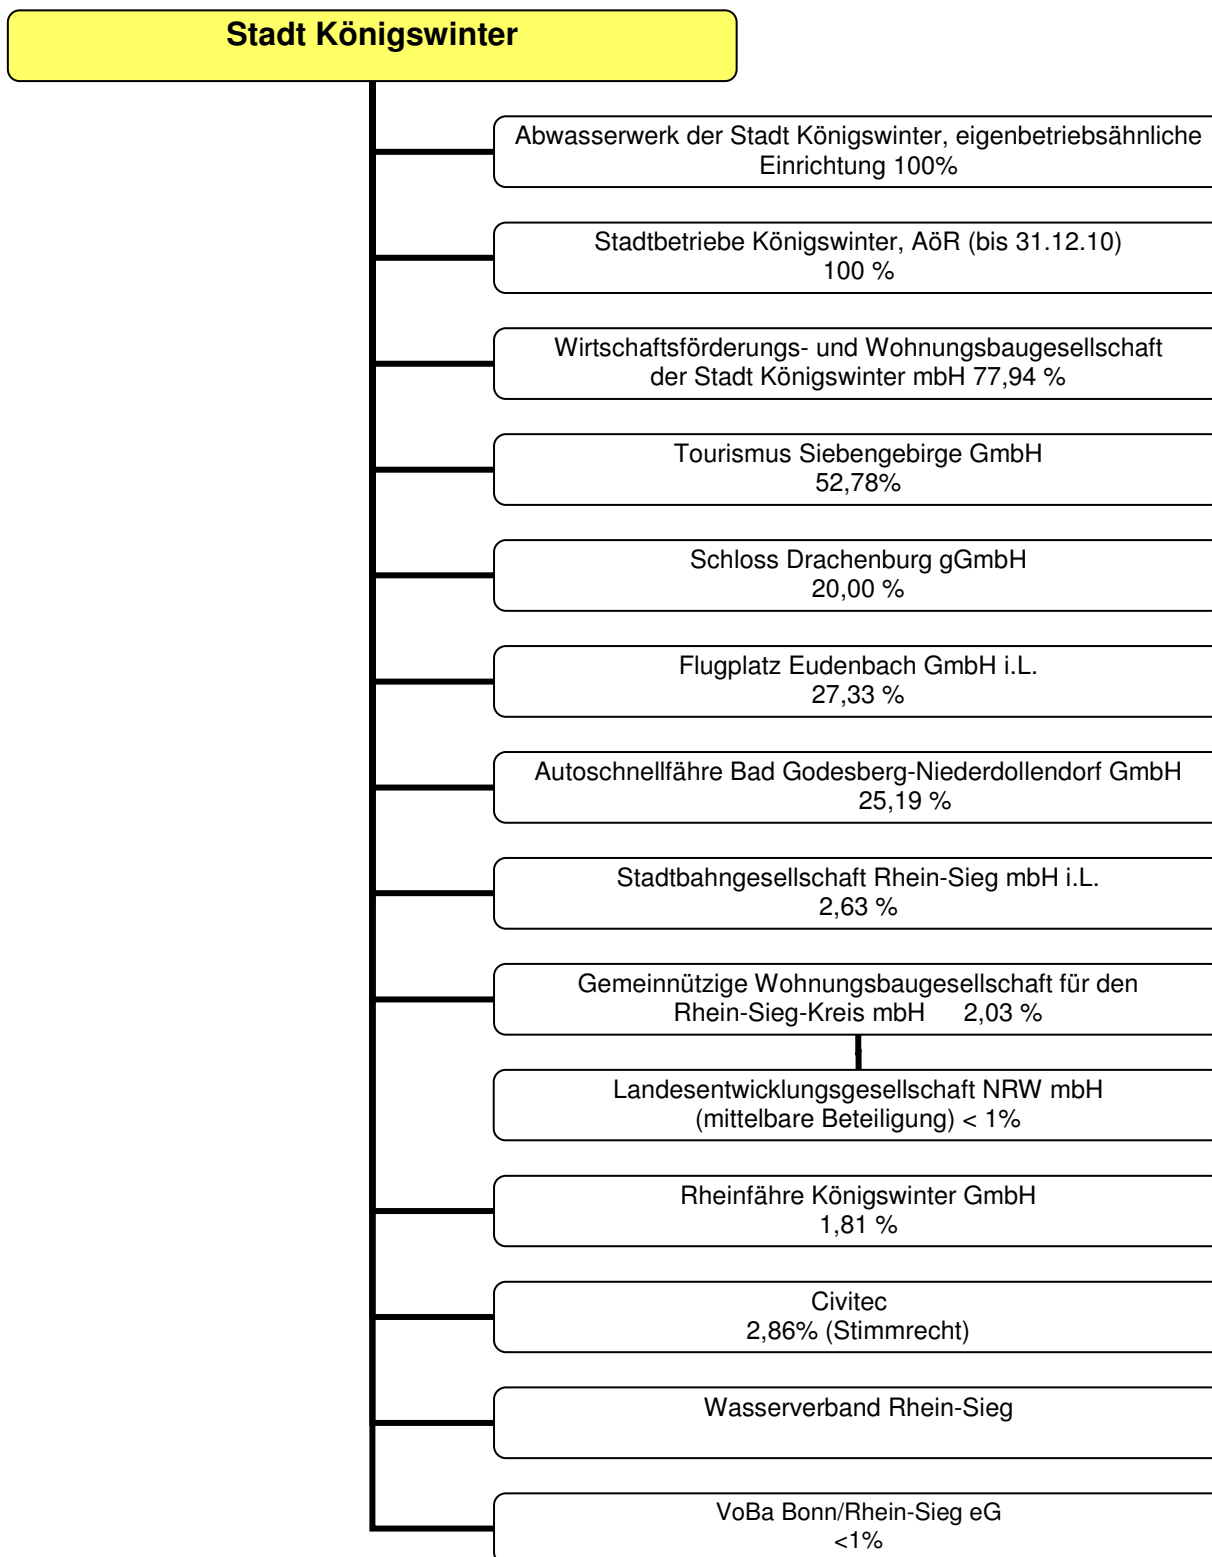 Stadt Königswinter
Abwasserwerk der Stadt Königswinter, eigenbetriebsähnliche
Einrichtung 100%
Stadtbetriebe Königswinter, AöR (bis 31.12.10)
100 %
Wirtschaftsförderungs- und Wohnungsbaugesellschaft
der Stadt Königswinter mbH 77,94 %
Tourismus Siebengebirge GmbH
52,78%
Schloss Drachenburg gGmbH
20,00 %
Flugplatz Eudenbach GmbH i.L.
27,33 %
Autoschnellfähre Bad Godesberg-Niederdollendorf GmbH
25,19 %
Stadtbahngesellschaft Rhein-Sieg mbH i.L.
2,63 %
Gemeinnützige Wohnungsbaugesellschaft für den
Rhein-Sieg-Kreis mbH 2,03 %
Landesentwicklungsgesellschaft NRW mbH
(mittelbare Beteiligung) < 1%
Rheinfähre Königswinter GmbH
1,81 %
Civitec
2,86% (Stimmrecht)
Wasserverband Rhein-Sieg
VoBa Bonn/Rhein-Sieg eG
<1%